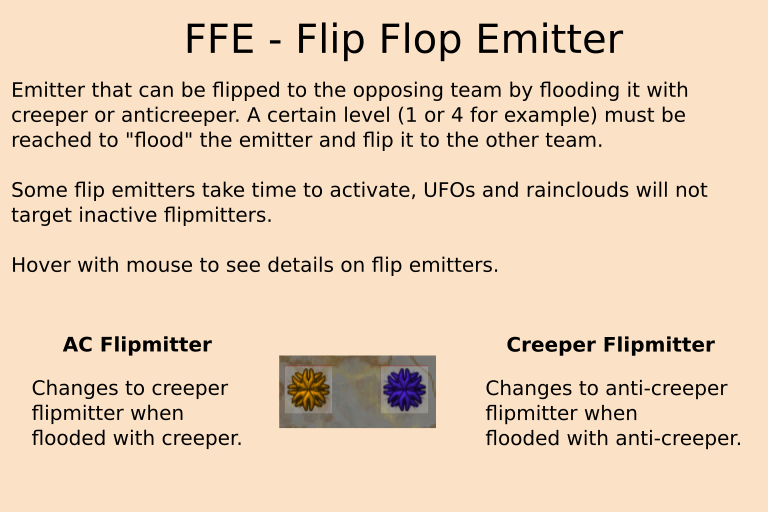 FFE - Flip Flop Emitter
Emitter that can be flipped to the opposing team by flooding it with
creeper or anticreeper. A certain level (1 or 4 for example) must be
reached to "flood" the emitter and flip it to the other team.
Some flip emitters take time to activate, UFOs and rainclouds will not
target inactive flipmitters.
Hover with mouse to see details on flip emitters.
AC Flipmitter
Changes to creeper
flipmitter when
flooded with creeper.
Creeper Flipmitter
Changes to anti-creeper
flipmitter when
flooded with anti-creeper.